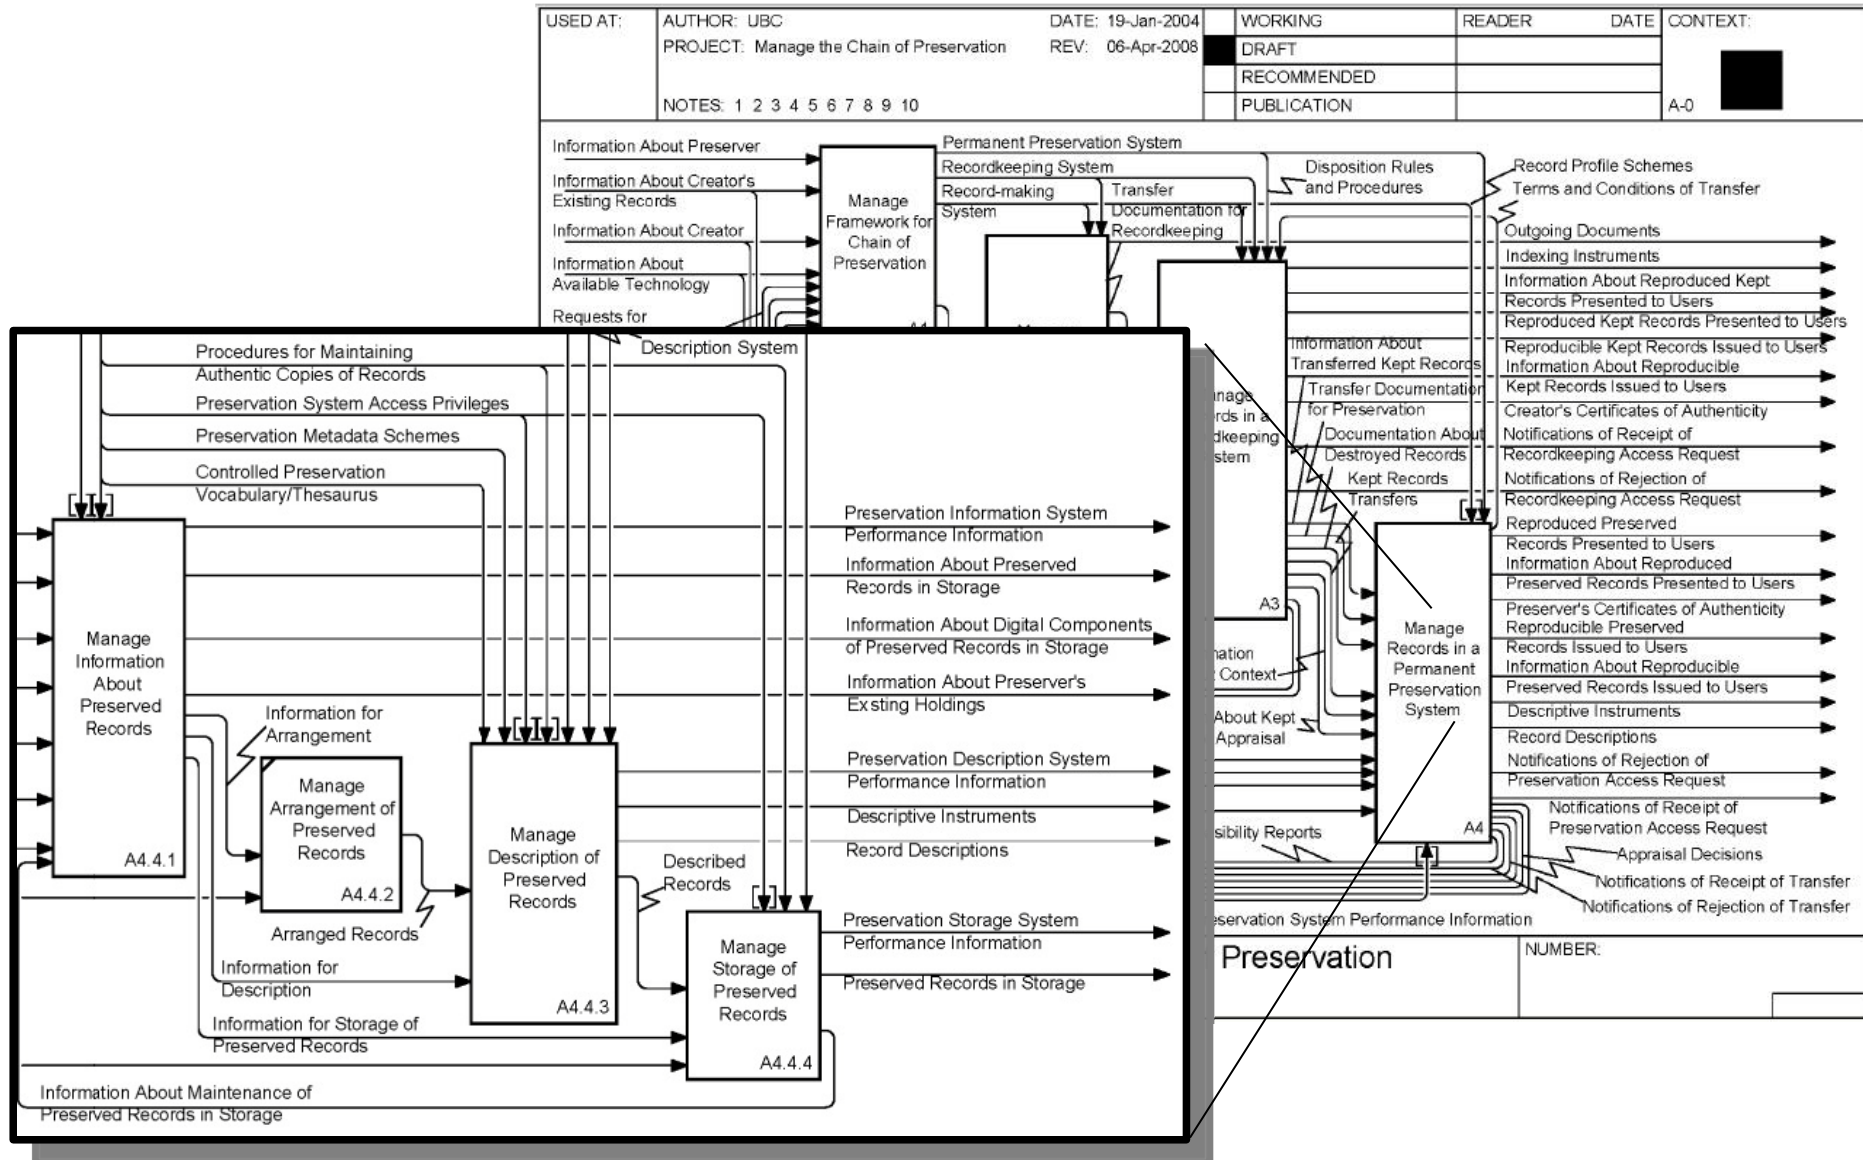 USED AT:
AUTHOR: UBC
DATE: 19-Jan-2004
PROJECT: Manage the Chain of Preservation
REV: 06-Apr-2008
NOTES: 1 2 3 4 5 6 7 8 9 10
WORKING
DRAFT
RECOMMENDED
PUBLICATION
READER
DATE
CONTEXT:
A-0
Information About Preserver
Information About Creator's
Existing Records
Information About Creator
Information About
Available Technology
Requests for
Manage
Framework for
Chain of
Preservation
Permanent Preservation System
Recordkeeping System
Record-making
System
Transfer
Documentation for
Recordkeeping
Disposition Rules
and Procedures
Record Profile Schemes
Terms and Conditions of Transfer
Outgoing Documents
Indexing Instruments
Information About Reproduced Kept
Records Presented to Users
Reproduced Kept Records Presented to Users
Reproducible Kept Records Issued to Users
Information About Reproducible
Kept Records Issued to Users
Creator's Certificates of Authenticity
Notifications of Receipt of
Recordkeeping Access Request
Notifications of Rejection of
Recordkeeping Access Request
Reproduced Preserved
Records Presented to Users
Information About Reproduced
Preserved Records Presented to Users
Preserver's Certificates of Authenticity
Reproducible Preserved
Records Issued to Users
Information About Reproducible
Preserved Records Issued to Users
Descriptive Instruments
Record Descriptions
Notifications of Rejection of
Preservation Access Request
Notifications of Receipt of
Preservation Access Request
Appraisal Decisions
Notifications of Receipt of Transfer
Notifications of Rejection of Transfer
Information About
Transferred Kept Records
Transfer Documentation
for Preservation
Documentation About
Destroyed Records
Kept Records
Transfers
nage
rds in a
dkeeping
stem
A3
Manage
Records in a
Permanent
Preservation
System
A4
nation
Context
About Kept
Appraisal
sibility Reports
eservation System Performance Information
Preservation
NUMBER:
Description System
Procedures for Maintaining
Authentic Copies of Records
Preservation System Access Privileges
Preservation Metadata Schemes
Controlled Preservation
Vocabulary/Thesaurus
Manage
Information
About
Preserved
Records
A4.4.1
Preservation Information System
Performance Information
Information About Preserved
Records in Storage
Information About Digital Components
of Preserved Records in Storage
Information About Preserver's
Existing Holdings
Information for
Arrangement
Manage
Arrangement of
Preserved
Records
A4.4.2
Arranged Records
Manage
Description of
Preserved
Records
A4.4.3
Preservation Description System
Performance Information
Descriptive Instruments
Record Descriptions
Described
Records
Information for
Description
Manage
Storage of
Preserved
Records
A4.4.4
Preservation Storage System
Performance Information
Preserved Records in Storage
Information for Storage of
Preserved Records
Information About Maintenance of
Preserved Records in Storage